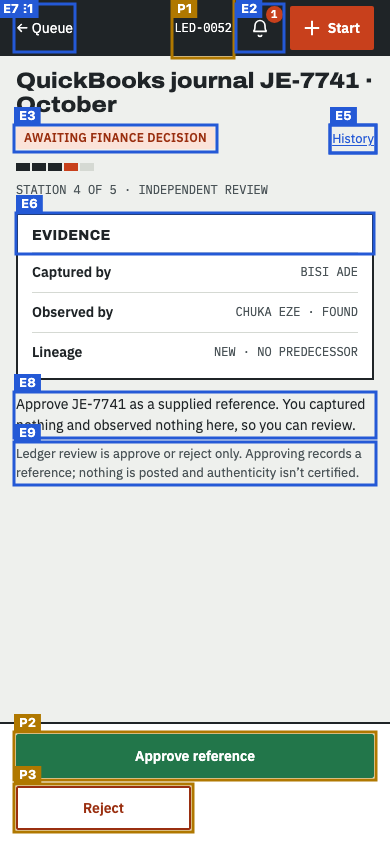 E7
E1
← Queue
P1
LED-0052
E2
1
+ Start
QuickBooks journal JE-7741 ·
October
E3
AWAITING FINANCE DECISION
E5
History
STATION 4 OF 5 · INDEPENDENT REVIEW
E6
EVIDENCE
Captured by BISI ADE
Observed by CHUKA EZE · FOUND
Lineage NEW · NO PREDECESSOR
E8
Approve JE-7741 as a supplied reference. You captured
nothing and observed nothing here, so you can review.
E9
Ledger review is approve or reject only. Approving records a
reference; nothing is posted and authenticity isn’t certified.
P2
Approve reference
P3
Reject